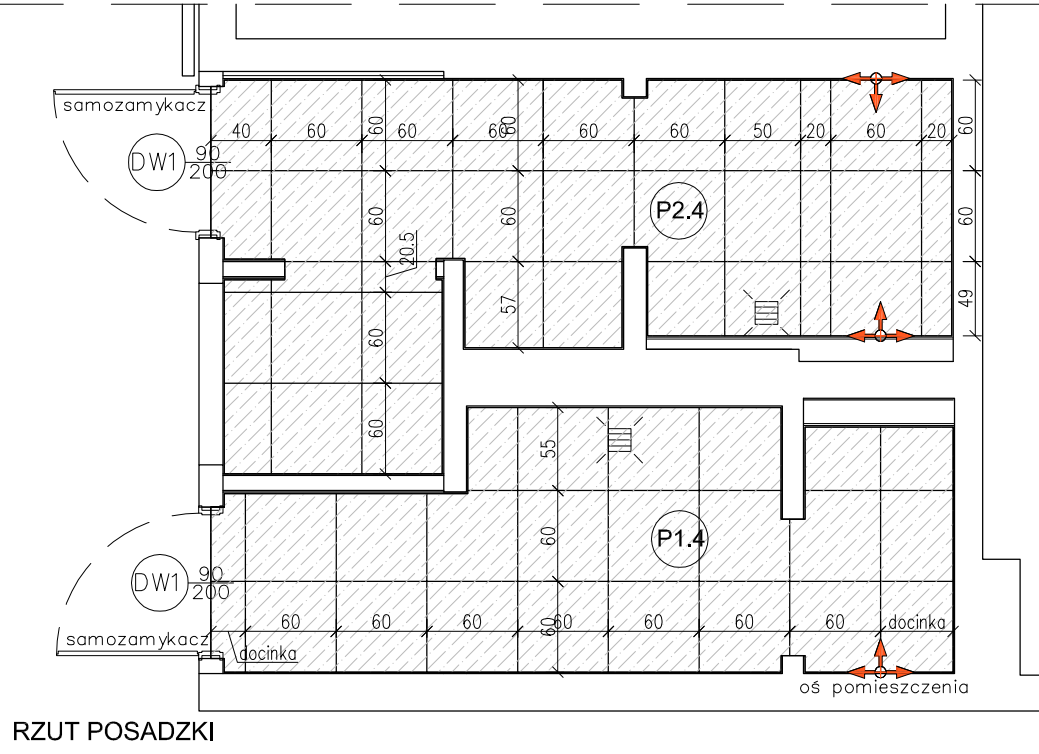 samozamykacz
40 60 60 60 60 60 60 60 50 20 60 20 60
DW1 90
200
P2.4
60 60 60
20.5
57 49
60
60
55
P1.4
60
DW1 90
200
60 60 60 60 60 60 60 60 docinka
samozamykacz docinka
oś pomieszczenia
RZUT POSADZKI